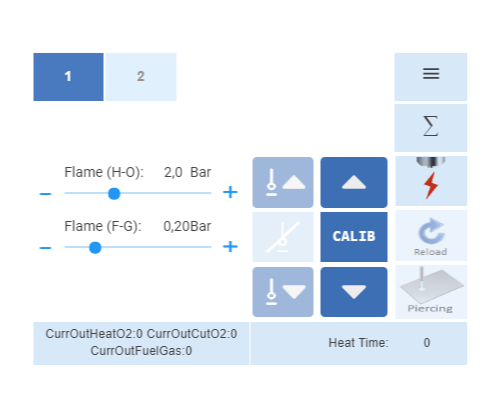 1 2
∑
Flame (H-O): 2,0 Bar
Flame (F-G): 0,20Bar
CALIB
Reload
Piercing
CurrOutHeatO2:0 CurrOutCutO2:0
CurrOutFuelGas:0
Heat Time: 0